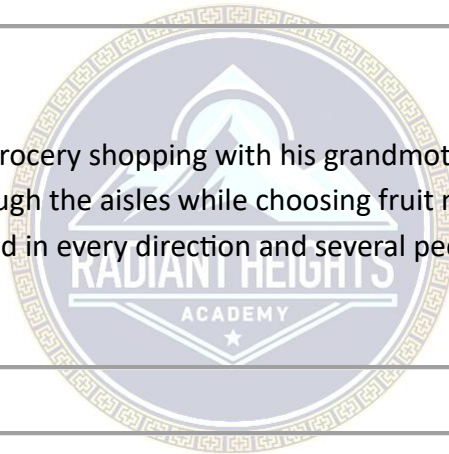 rocery shopping with his grandmot
ugh the aisles while choosing fruit
d in every direction and several peo
RADIANT HEIGHTS
ACADEMY